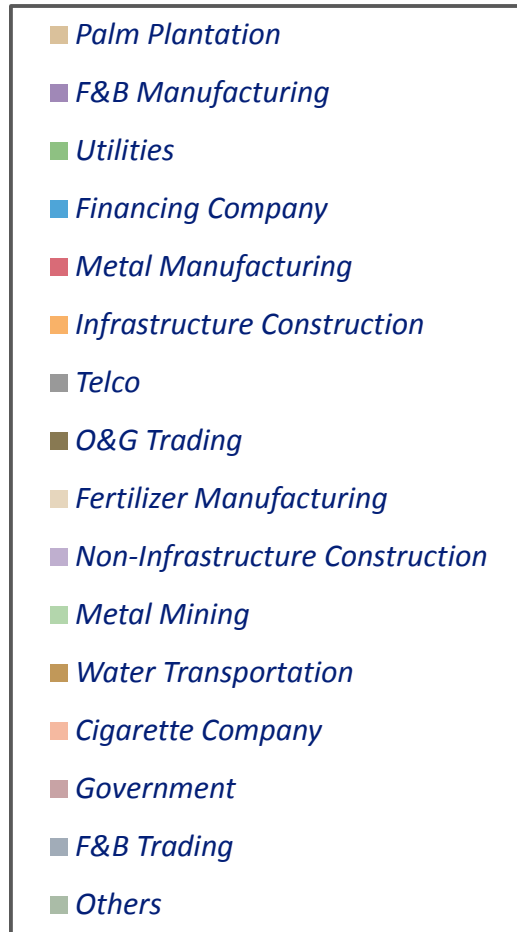 Palm Plantation
F&B Manufacturing
Utilities
Financing Company
Metal Manufacturing
Infrastructure Construction
Telco
O&G Trading
Fertilizer Manufacturing
Non-Infrastructure Construction
Metal Mining
Water Transportation
Cigarette Company
Government
F&B Trading
Others